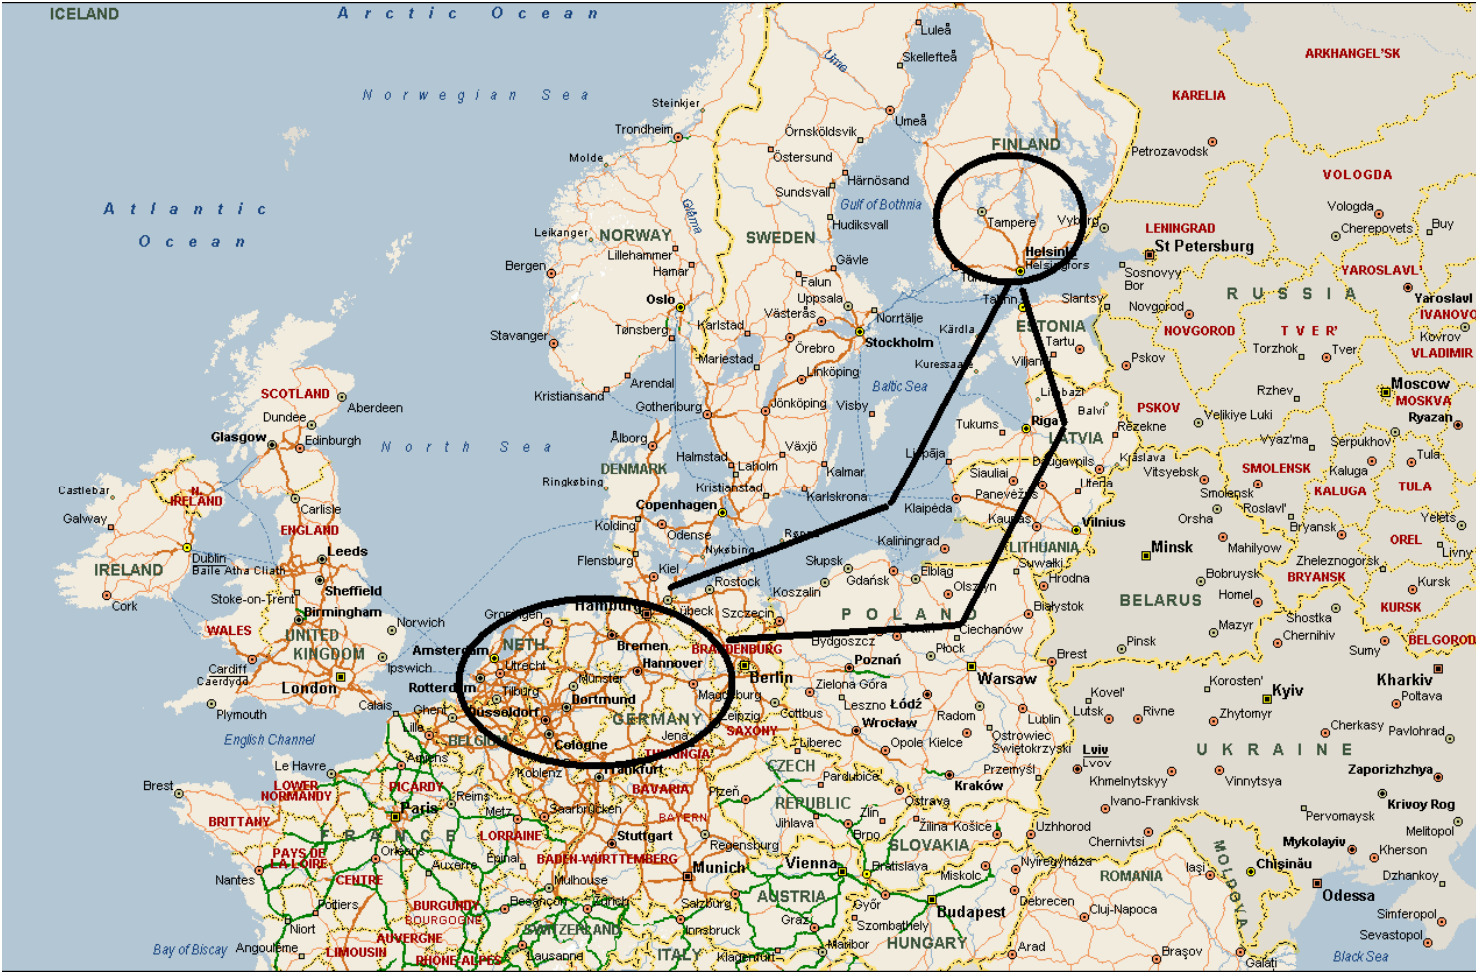 ICELAND
Arctic Ocean
Luleå
Skellefteå
Ume
ARKHANGEL'SK
Norwegian Sea
Steinkjer
KARELIA
Trondheim
Örnsköldsvik
Umeå
FINLAND
Petrozavodsk
Molde
Östersund
Härnösand
Sundsvall
VOLOGDA
Atlantic
Ocean
Glåma
Gulf of Bothnia
Tampere
Vyborg
Vologda
Buy
Hudiksvall
Leikanger
NORWAY
SWEDEN
LENINGRAD
Cherepovets
St Petersburg
Lillehammer
Helsinki
Helsingfors
Bergen
Hamar
Gävle
Sosnovyy
Bor
YAROSLAVL'
Falun
Oslo
Uppsala
Tallinn
Slantsy
Novgorod
RUSSIA
Yaroslavl
IVANOVO
Västerås
Norrtälje
Tønsberg
Karlstad
Kärdla
ESTONIA
NOVGOROD
TVER'
Stavanger
Örebro
Stockholm
Tartu
Kovrov
Torzhok
Tver
VLADIMIR
Mariestad
Kuressaare
Viljandi
Pskov
Linköping
Arendal
Baltic Sea
Kristiansand
SCOTLAND
Aberdeen
Moscow
MOSKVA
Rzhev
Limbaži
Gothenburg
Jönköping
Visby
Balvi
PSKOV
Velikiye Luki
Ryazan
Dundee
Tukums
Riga
Rēzekne
Glasgow
Edinburgh
North Sea
Ålborg
LATVIA
Vyaz'ma
Serpukhov
Växjö
Halmstad
Liepāja
Daugavpils
Krāslava
Tula
DENMARK
Laholm
Kalmar
Šiauliai
Vitsyebsk
SMOLENSK
Kaluga
Castlebar
N.
IRELAND
Ringkøbing
Kristianstad
Karlskrona
Panevėžys
Utena
Smolensk
KALUGA
TULA
Galway
Carlisle
Copenhagen
Klaipėda
Roslavl'
Kolding
Kaunas
Vilnius
Orsha
Bryansk
Yelets
ENGLAND
Odense
Rønne
Dublin
Baile Atha Cliath
Leeds
Flensburg
Nykøbing
Kaliningrad
LITHUANIA
Minsk
Mahilyow
OREL
Livny
IRELAND
Sheffield
Kiel
Rostock
Słupsk
Gdańsk
Elbląg
Suwałki
Zheleznogorsk
Cork
Stoke-on-Trent
Koszalin
Olsztyn
Hrodna
Bobruysk
BRYANSK
Kursk
Birmingham
Groningen
Hamburg
Lübeck
Szczecin
POLAND
Białystok
BELARUS
Homel
KURSK
WALES
Norwich
UNITED
KINGDOM
NETH.
Bremen
BRANDENBURG
Bydgoszcz
Ciechanów
Mazyr
Shostka
Chernihiv
BELGOROD
Amsterdam
Płock
Pinsk
Sumy
Cardiff
Caerdydd
Ipswich
Utrecht
Hannover
Berlin
Poznań
Brest
London
Rotterdam
Münster
Magdeburg
Zielona Góra
Warsaw
Korosten'
Kharkiv
Tilburg
Dortmund
Leszno
Łódź
Kovel'
Kyiv
Poltava
Plymouth
Calais
Ghent
Düsseldorf
GERMANY
Leipzig
Cottbus
Wrocław
Radom
Lublin
Lutsk
Rivne
Zhytomyr
Cherkasy
Pavlohrad
English Channel
Lille
BELGIUM
Cologne
Jena
SAXONY
Liberec
Opole
Kielce
Ostrowiec
Świętokrzyski
Lviv
Lvov
UKRAINE
Amiens
THURINGIA
CZECH
Le Havre
Koblenz
Frankfurt
Pardubice
Przemyśl
Khmelnytskyy
Vinnytsya
Zaporizhzhya
Brest
LOWER
NORMANDY
PICARDY
Reims
Metz
BAVARIA
Plzeň
REPUBLIC
Ostrava
Kraków
Ivano-Frankivsk
Krivoy Rog
BRITTANY
Paris
Saarbrücken
BAYERN
Jihlava
Zlín
Pervomaysk
FRANCE
LORRAINE
Stuttgart
Regensburg
Brno
Žilina
Košice
Uzhhorod
Chernivtsi
Mykolayiv
Melitopol
PAYS DE
LA LOIRE
Orléans
Épinal
SLOVAKIA
Kherson
Auxerre
BADEN-WÜRTTEMBERG
Munich
Vienna
Bratislava
Nyíregyháza
Iaşi
MOLDOVA
Chişinău
Nantes
CENTRE
Mulhouse
Miskolc
ROMANIA
Dzhankoy
Poitiers
BURGUNDY
BOURGOGNE
Besançon
Zürich
Salzburg
AUSTRIA
Győr
Budapest
Debrecen
Odessa
Niort
SWITZERLAND
Innsbruck
Graz
Szombathely
Cluj-Napoca
Simferopol
Bay of Biscay
Angouleme
AUVERGNE
LIMOUSIN
Lausanne
ITALY
Klagenfurt
Maribor
HUNGARY
Arad
Braşov
Sevastopol
RHONE-ALPES
Galati
Black Sea